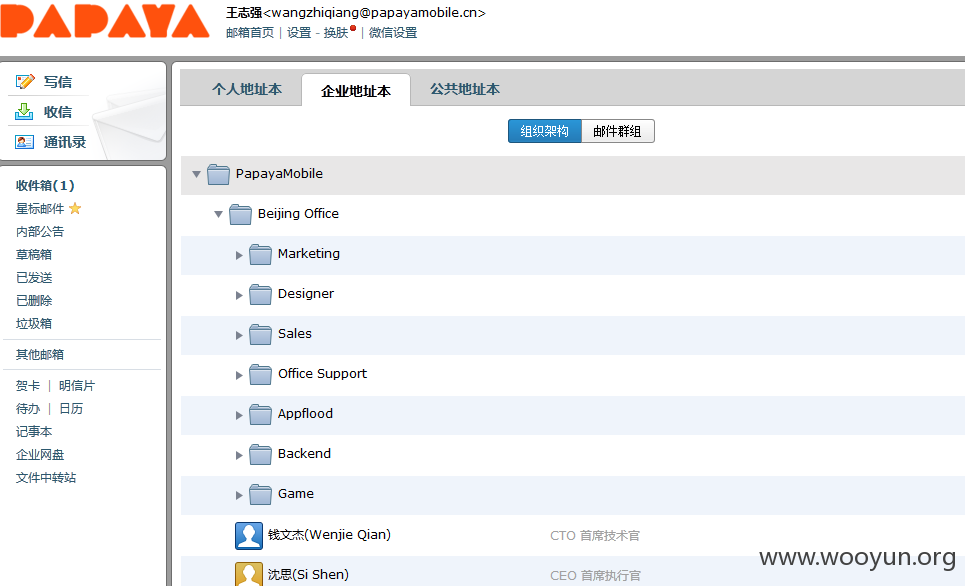 PAPAYA
王志强<wangzhiqiang@papayamobile.cn>
邮箱首页 | 设置 - 换肤 | 微信设置
写信
收信
通讯录
收件箱(1)
星标邮件
内部公告
草稿箱
已发送
已删除
垃圾箱
其他邮箱
贺卡 | 明信片
待办 | 日历
记事本
企业网盘
文件中转站
个人地址本 企业地址本 公共地址本
组织架构 邮件群组
PapayaMobile
Beijing Office
Marketing
Designer
Sales
Office Support
Appflood
Backend
Game
钱文杰(Wenjie Qian) CTO 首席技术官
沈思(Si Shen) CEO 首席执行官
www.wooyun.org